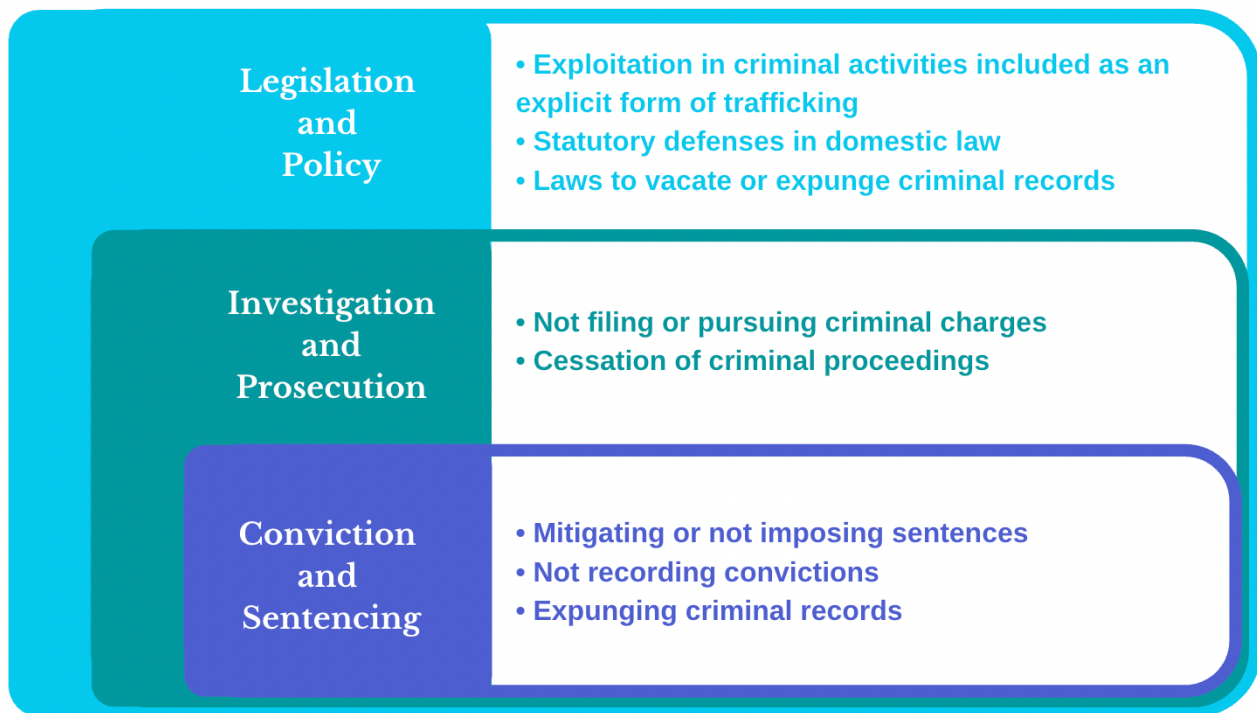 Legislation
and
Policy
• Exploitation in criminal activities included as an
explicit form of trafficking
• Statutory defenses in domestic law
• Laws to vacate or expunge criminal records
Investigation
and
Prosecution
• Not filing or pursuing criminal charges
• Cessation of criminal proceedings
Conviction
and
Sentencing
• Mitigating or not imposing sentences
• Not recording convictions
• Expunging criminal records